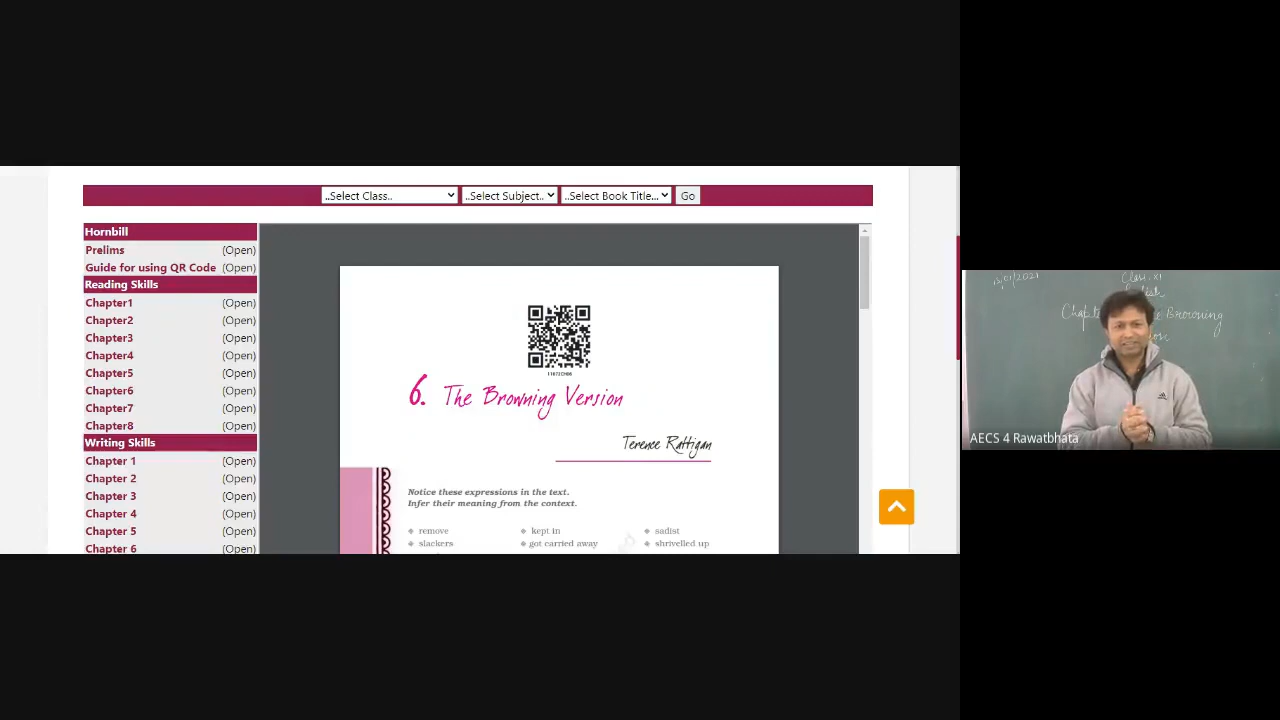 ..Select Class..
..Select Subject..
..Select Book Title...
Go
Hornbill
Prelims (Open)
Guide for using QR Code (Open)
Reading Skills
Chapter1 (Open)
Chapter2 (Open)
Chapter3 (Open)
Chapter4 (Open)
Chapter5 (Open)
Chapter6 (Open)
Chapter7 (Open)
Chapter8 (Open)
Writing Skills
Chapter 1 (Open)
Chapter 2 (Open)
Chapter 3 (Open)
Chapter 4 (Open)
Chapter 5 (Open)
Chapter 6 (Open)
11072CH06
6. The Browning Version
Terence Rattigan
Notice these expressions in the text.
Infer their meaning from the context.
remove kept in sadist
slackers got carried away shrivelled up
Class-XI
Browning
AECS 4 Rawatbhata